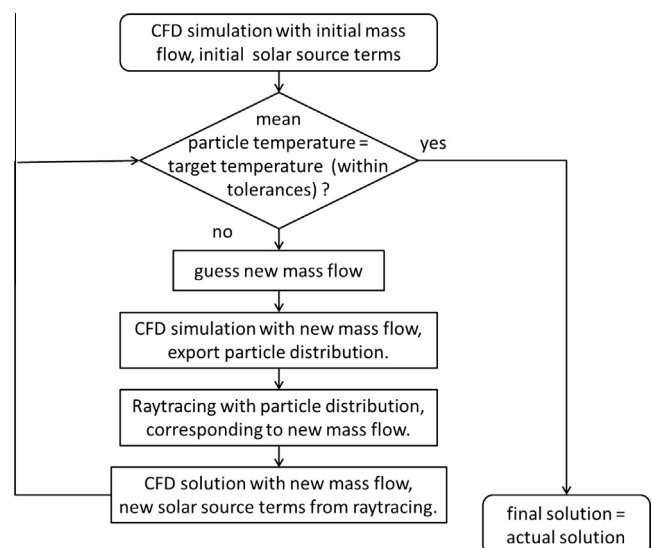 CFD simulation with initial mass
flow, initial solar source terms
mean
particle temperature =
target temperature (within
tolerances) ?
yes
no
guess new mass flow
CFD simulation with new mass flow,
export particle distribution.
Raytracing with particle distribution,
corresponding to new mass flow.
CFD solution with new mass flow,
new solar source terms from raytracing.
final solution =
actual solution